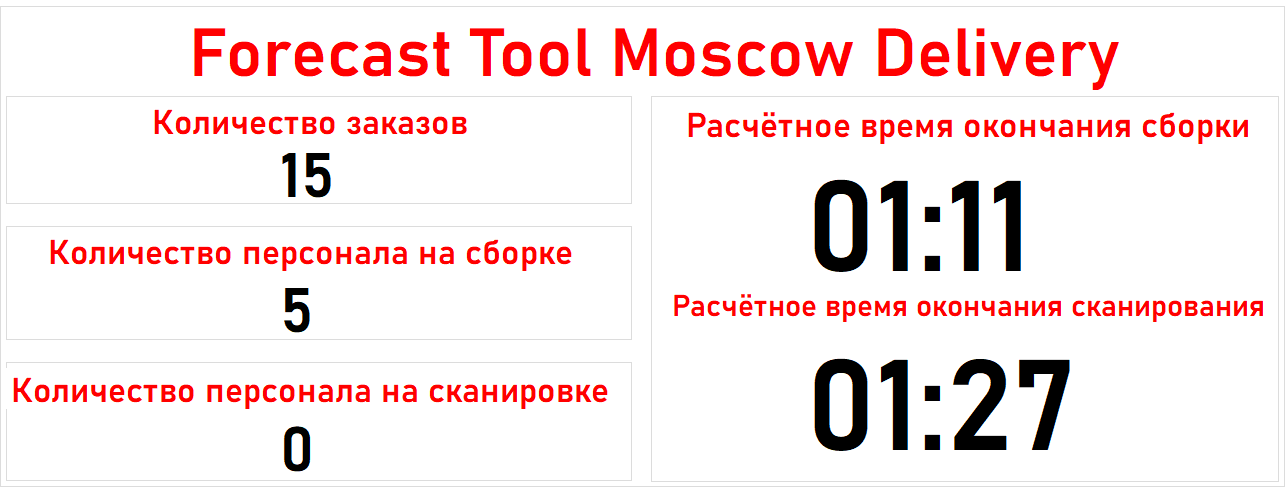 Forecast Tool Moscow Delivery
Количество заказов
15
Количество персонала на сборке
5
Количество персонала на сканировке
0
Расчётное время окончания сборки
01:11
Расчётное время окончания сканирования
01:27